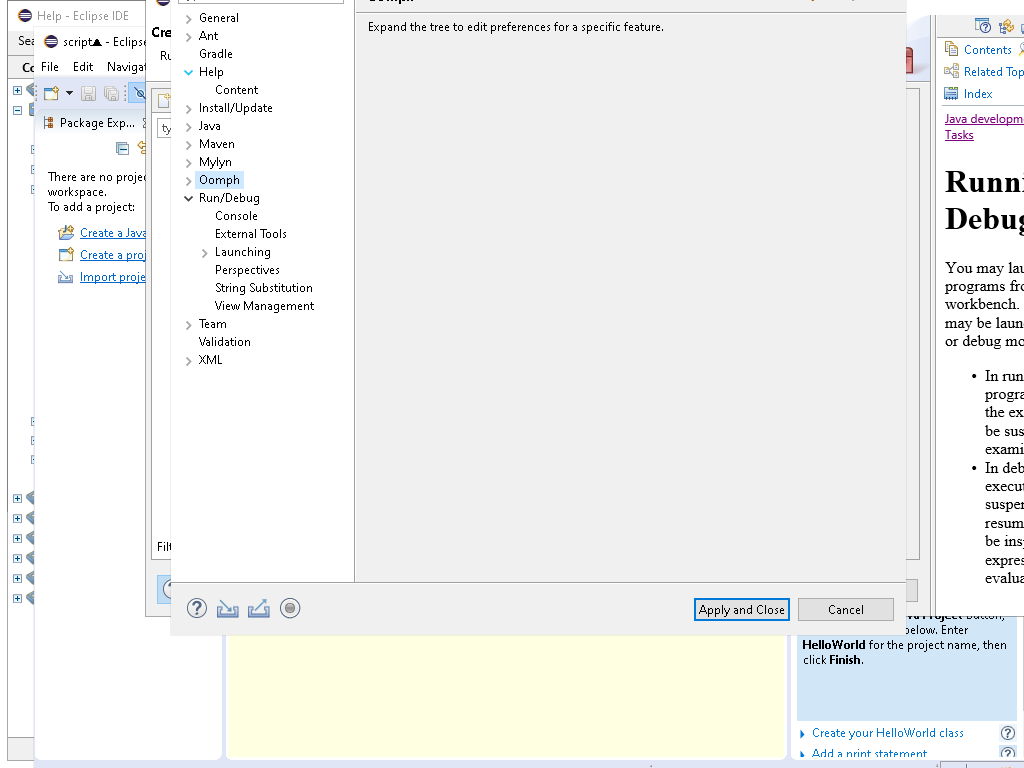 Help - Eclipse IDE
Sea
script▲ - Eclipse
File Edit Naviga
Co
Package Exp...
There are no projec
workspace.
To add a project:
Create a Java
Create a proj
Import proje
Cre
Ru
ty
Filt
General
Ant
Gradle
Help
Content
Install/Update
Java
Maven
Mylyn
Oomph
Run/Debug
Console
External Tools
Launching
Perspectives
String Substitution
View Management
Team
Validation
XML
Expand the tree to edit preferences for a specific feature.
Apply and Close
Cancel
Contents
Related Top
Index
Java developm
Tasks
Runni
Debug
You may lau
programs fro
workbench.
may be laun
or debug mo
• In run
progra
the ex
be sus
exami
• In deb
execut
susper
resum
be insp
expres
evalua
below. Enter
HelloWorld for the project name, then
click Finish.
Create your HelloWorld class
Add a print statement